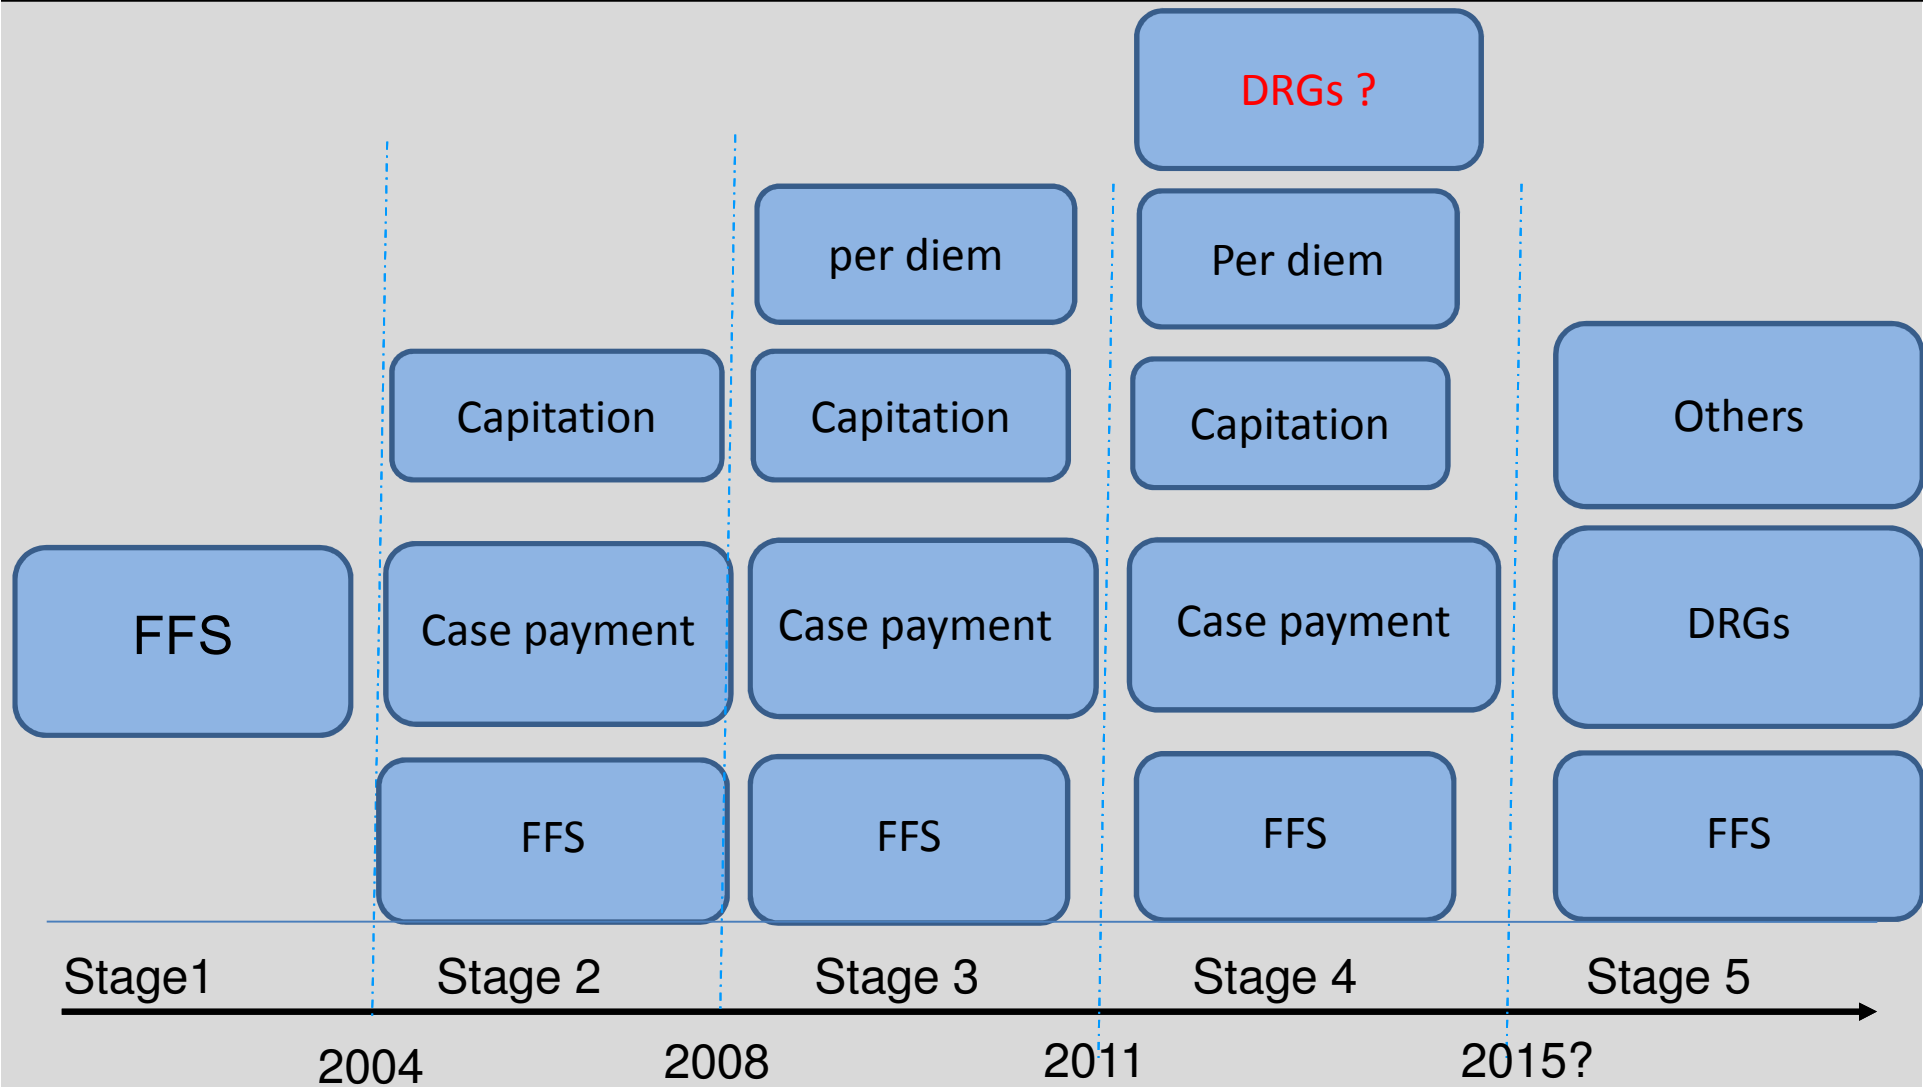 DRGs ?
per diem
Per diem
Capitation
Capitation
Capitation
Others
FFS
Case payment
Case payment
Case payment
DRGs
FFS
FFS
FFS
FFS
Stage1
Stage 2
Stage 3
Stage 4
Stage 5
2004
2008
2011
2015?